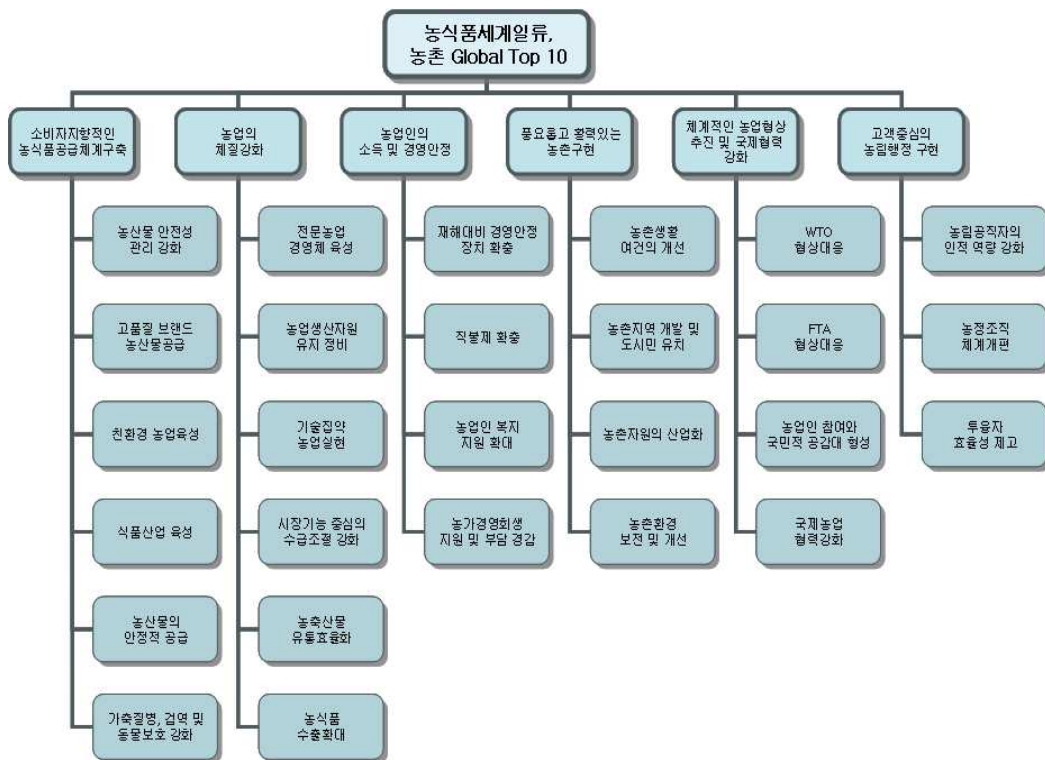 농식품세계일류,
농촌 Global Top 10
소비자지향적인
농식품공급체계구축
농산물 안전성
관리 강화
고품질 브랜드
농산물공급
친환경 농업육성
식품산업 육성
농산물의
안정적 공급
가축질병, 검역 및
동물보호 강화
농업의
체질강화
전문농업
경영체 육성
농업생산자원
유지 정비
기술집약
농업실현
시장기능 중심의
수급조절 강화
농축산물
유통효율화
농식품
수출확대
농업인의
소득 및 경영안정
재해대비 경영안정
장치 확충
직불제 확충
농업인 복지
지원 확대
농가경영회생
지원 및 부담 경감
풍요롭고 활력있는
농촌구현
농촌생활
여건의 개선
농촌지역 개발 및
도시민 유치
농촌자원의 산업화
농촌환경
보전 및 개선
체계적인 농업협상
추진 및 국제협력
강화
WTO
협상대응
FTA
협상대응
농업인 참여와
국민적 공감대 형성
국제농업
협력강화
고객중심의
농림행정 구현
농림공직자의
인적 역량 강화
농정조직
체계개편
투융자
효율성 제고